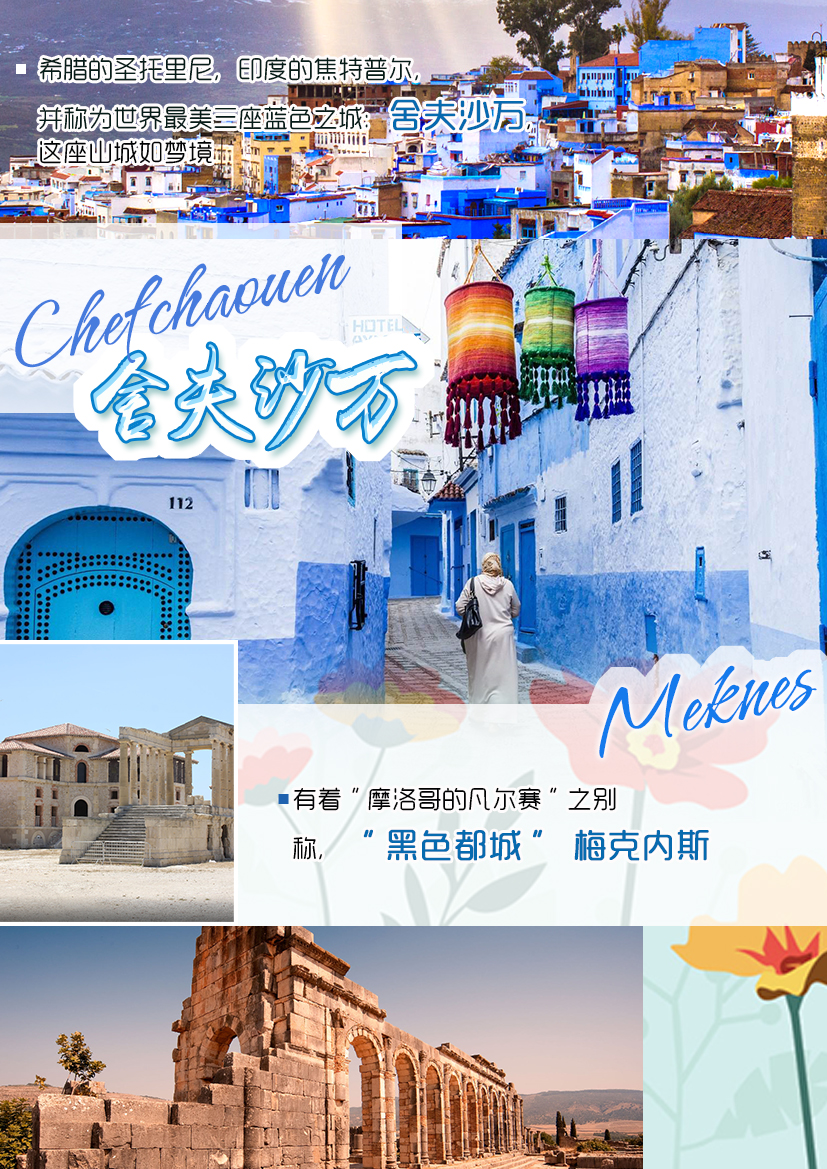 希腊的圣托里尼，印度的焦特普尔，
并称为世界最美三座蓝色之城：舍夫沙万，
这座山城如梦境
Chefchaouen
HOTEL
舍夫沙万
112
Meknes
有着“摩洛哥的凡尔赛”之别
称，“黑色都城” 梅克内斯